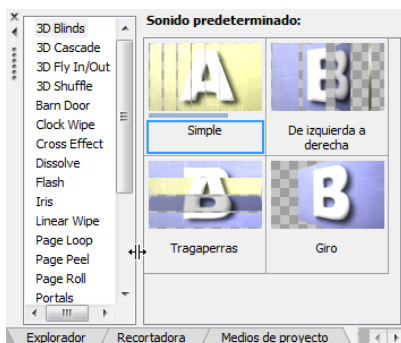 3D Blinds
3D Cascade
3D Fly In/Out
3D Shuffle
Barn Door
Clock Wipe
Cross Effect
Dissolve
Flash
Iris
Linear Wipe
Page Loop
Page Peel
Page Roll
Portals
Sonido predeterminado:
A
B
Simple
De izquierda a
derecha
B
B
Tragaperras
Giro
Explorador
Recortadora
Medios de proyecto